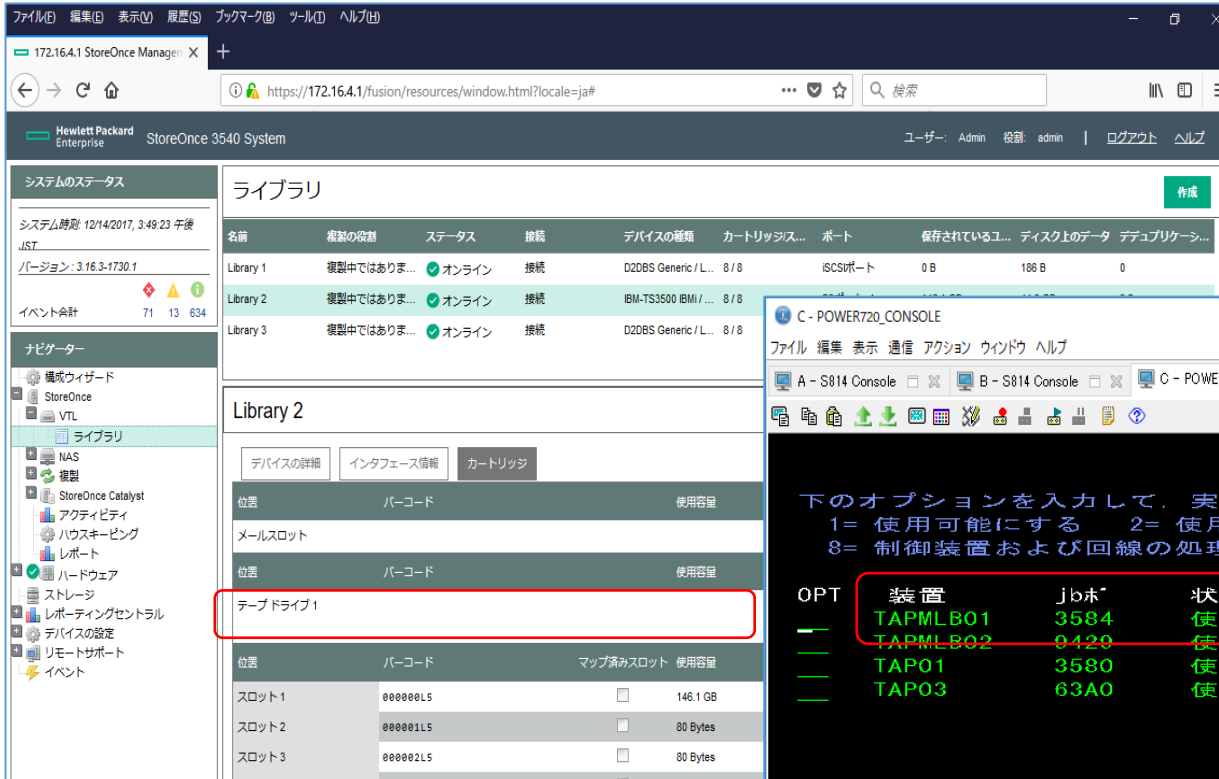 ファイル(F) 編集(E) 表示(V) 履歴(S) ブックマーク(B) ツール(T) ヘルプ(H)
172.16.4.1 StoreOnce Managem
https://172.16.4.1/fusion/resources/window.html?locale=ja#
検索
Hewlett Packard
Enterprise
StoreOnce 3540 System
ユーザー: Admin 役割: admin | ログアウト ヘルプ
システムのステータス
システム時刻: 12/14/2017, 3:49:23 午後
JST
バージョン: 3.16.3-1730.1
イベント合計 71 13 634
ナビゲーター
構成ウィザード
StoreOnce
VTL
ライブラリ
NAS
複製
StoreOnce Catalyst
アクティビティ
ハウスキーピング
レポート
ハードウェア
ストレージ
レポーティングセントラル
デバイスの設定
リモートサポート
イベント
ライブラリ
作成
名前 複製の役割 ステータス 接続 デバイスの種類 カートリッジ/ス... ポート 保存されているユ... ディスク上のデータ デデュプリケーシ...
Library 1 複製中ではありま... オンライン 接続 D2DBS Generic / L... 8 / 8 iSCSIポート 0 B 186 B 0
Library 2 複製中ではありま... オンライン 接続 IBM-TS3500 IBMi / ... 8 / 8
Library 3 複製中ではありま... オンライン 接続 D2DBS Generic / L... 8 / 8
Library 2
デバイスの詳細 インタフェース情報 カートリッジ
位置 バーコード 使用容量
メールスロット
位置 バーコード 使用容量
テープ ドライブ 1
位置 バーコード マップ済みスロット 使用容量
スロット 1 000000L5 146.1 GB
スロット 2 000001L5 80 Bytes
スロット 3 000002L5 80 Bytes
C - POWER720_CONSOLE
ファイル 編集 表示 通信 アクション ウィンドウ ヘルプ
A - S814 Console B - S814 Console C - POWE
下のオプションを入力して, 実
1= 使用可能にする 2= 使用
8= 制御装置および回線の処理
OPT 装置 jbホ゜ 状
TAPMLB01 3584 使
TAPMLB02 9429 使
TAP01 3580 使
TAP03 63A0 使